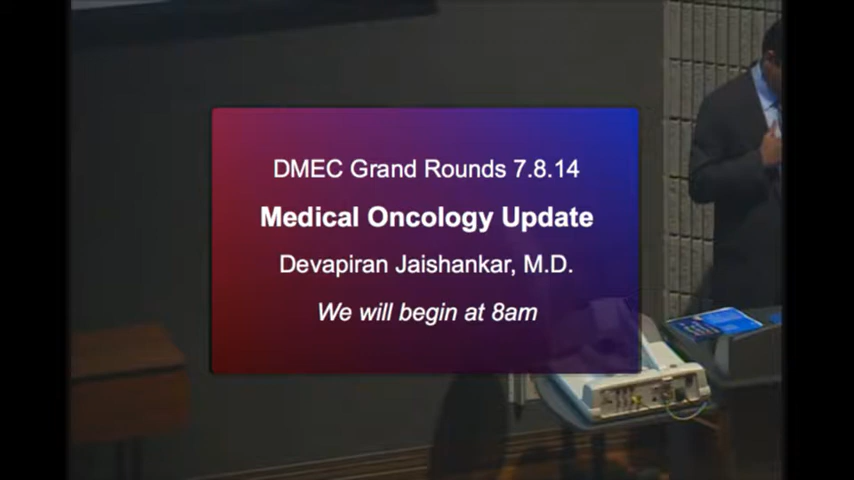 DMEC Grand Rounds 7.8.14
Medical Oncology Update
Devapiran Jaishankar, M.D.
We will begin at 8am